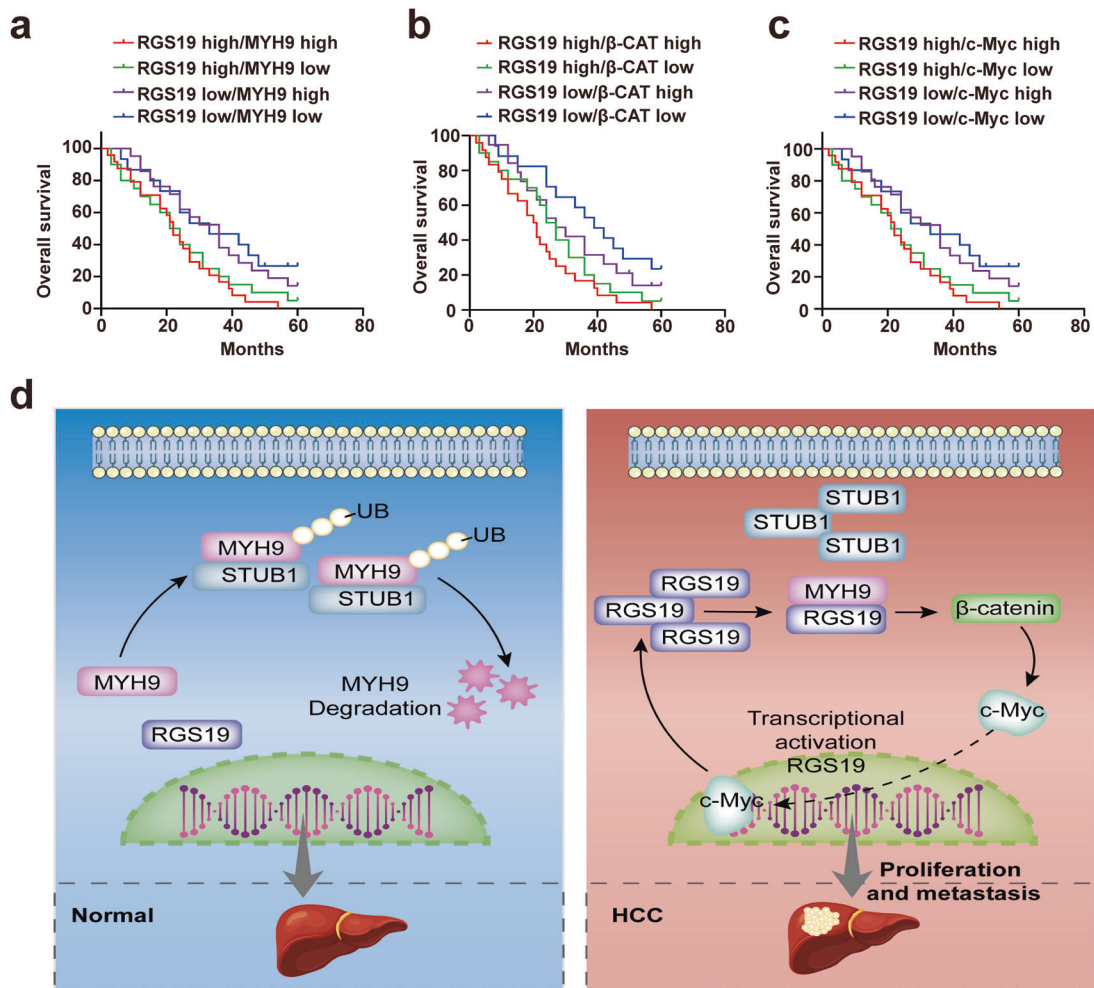 a
RGS19 high/MYH9 high
RGS19 high/MYH9 low
RGS19 low/MYH9 high
RGS19 low/MYH9 low
Overall survival
100
80
60
40
20
0
0 20 40 60 80
Months
b
RGS19 high/β-CAT high
RGS19 high/β-CAT low
RGS19 low/β-CAT high
RGS19 low/β-CAT low
Overall survival
100
80
60
40
20
0
0 20 40 60 80
Months
c
RGS19 high/c-Myc high
RGS19 high/c-Myc low
RGS19 low/c-Myc high
RGS19 low/c-Myc low
Overall survival
100
80
60
40
20
0
0 20 40 60 80
Months
d
UB
MYH9
STUB1
UB
MYH9
STUB1
MYH9
MYH9
Degradation
RGS19
Normal
STUB1
STUB1
STUB1
RGS19
RGS19
RGS19
MYH9
RGS19
β-catenin
c-Myc
Transcriptional
activation
RGS19
c-Myc
Proliferation
and metastasis
HCC